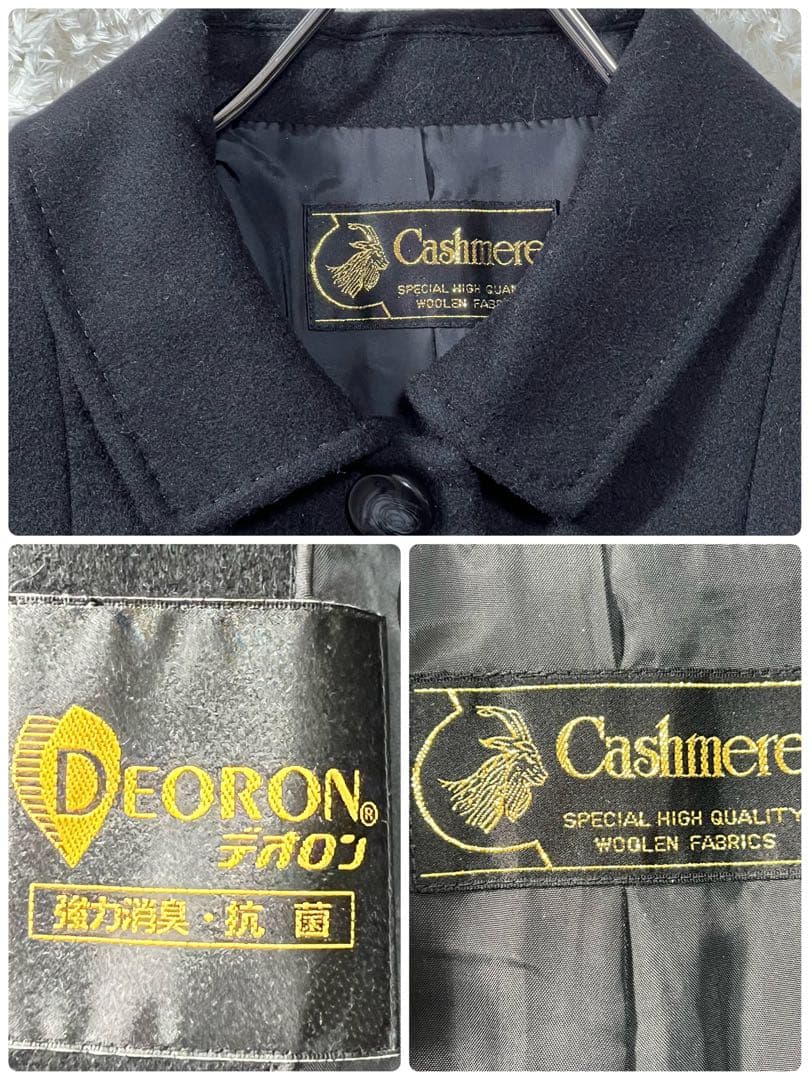 Cashmere
SPECIAL HIGH QUA
WOOLEN FAB
DEORON®
デオロン
強力消臭・抗菌
Cashmere
SPECIAL HIGH QUALITY
WOOLEN FABRICS